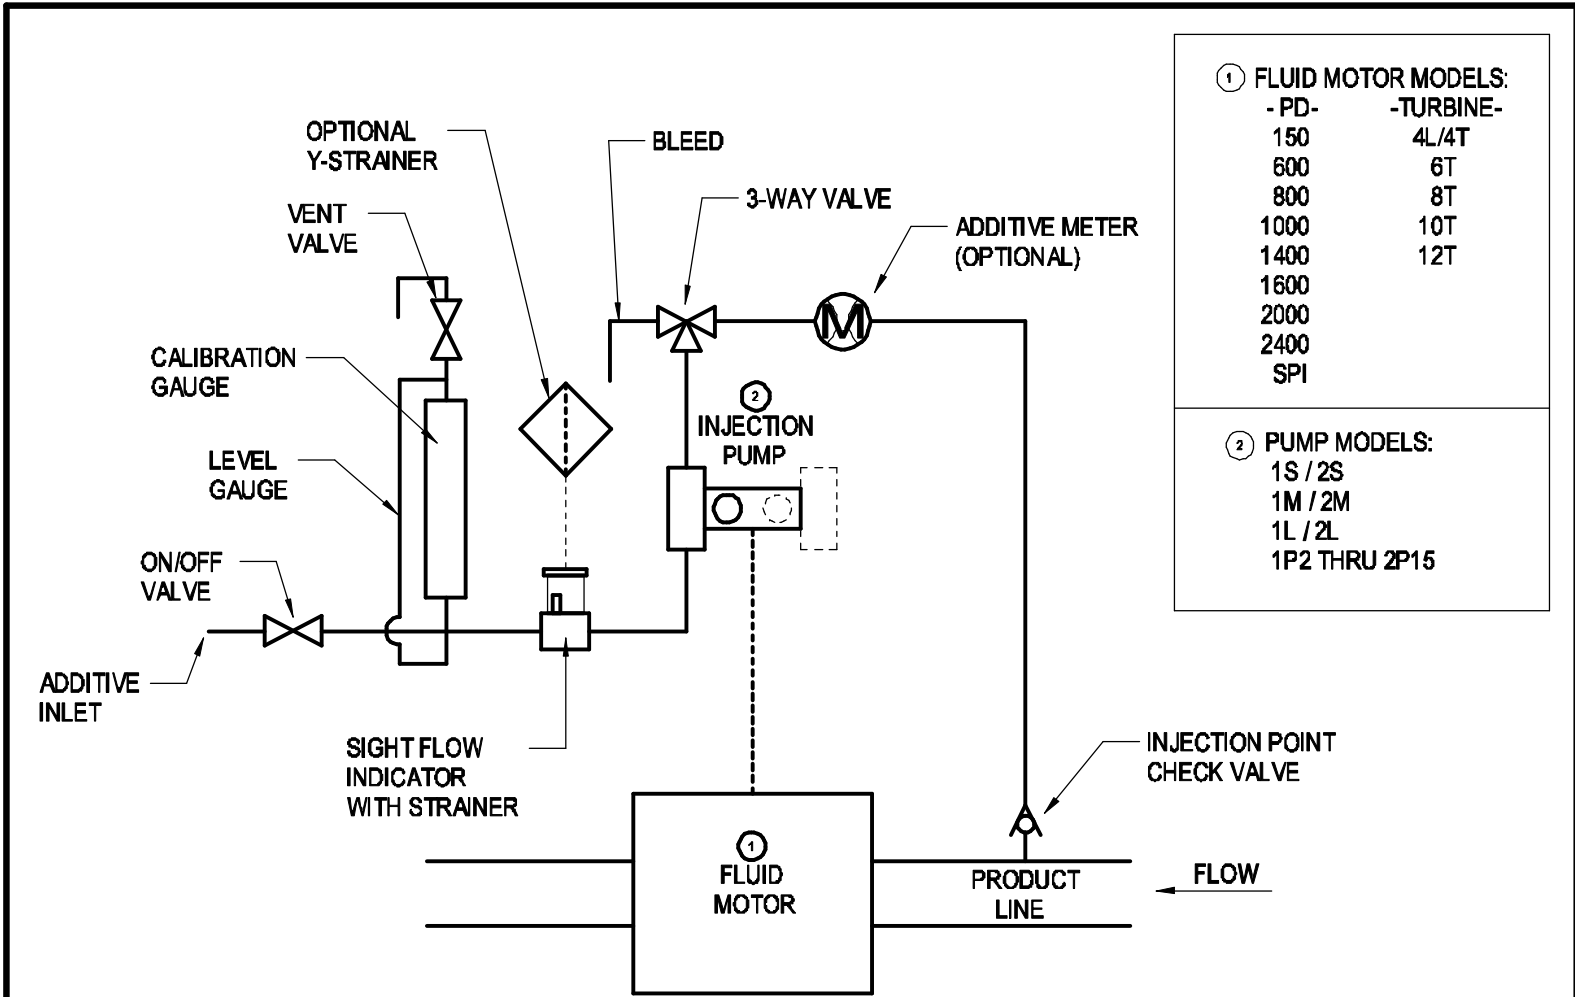 OPTIONAL
Y-STRAINER
BLEED
3-WAY VALVE
VENT
VALVE
ADDITIVE METER
(OPTIONAL)
M
CALIBRATION
GAUGE
2
INJECTION
PUMP
LEVEL
GAUGE
ON/OFF
VALVE
ADDITIVE
INLET
SIGHT FLOW
INDICATOR
WITH STRAINER
INJECTION POINT
CHECK VALVE
1
FLUID
MOTOR
PRODUCT
LINE
FLOW
1 FLUID MOTOR MODELS:
- PD- -TURBINE-
150 4L/4T
600 6T
800 8T
1000 10T
1400 12T
1600
2000
2400
SPI
2 PUMP MODELS:
1S / 2S
1M / 2M
1L / 2L
1P2 THRU 2P15